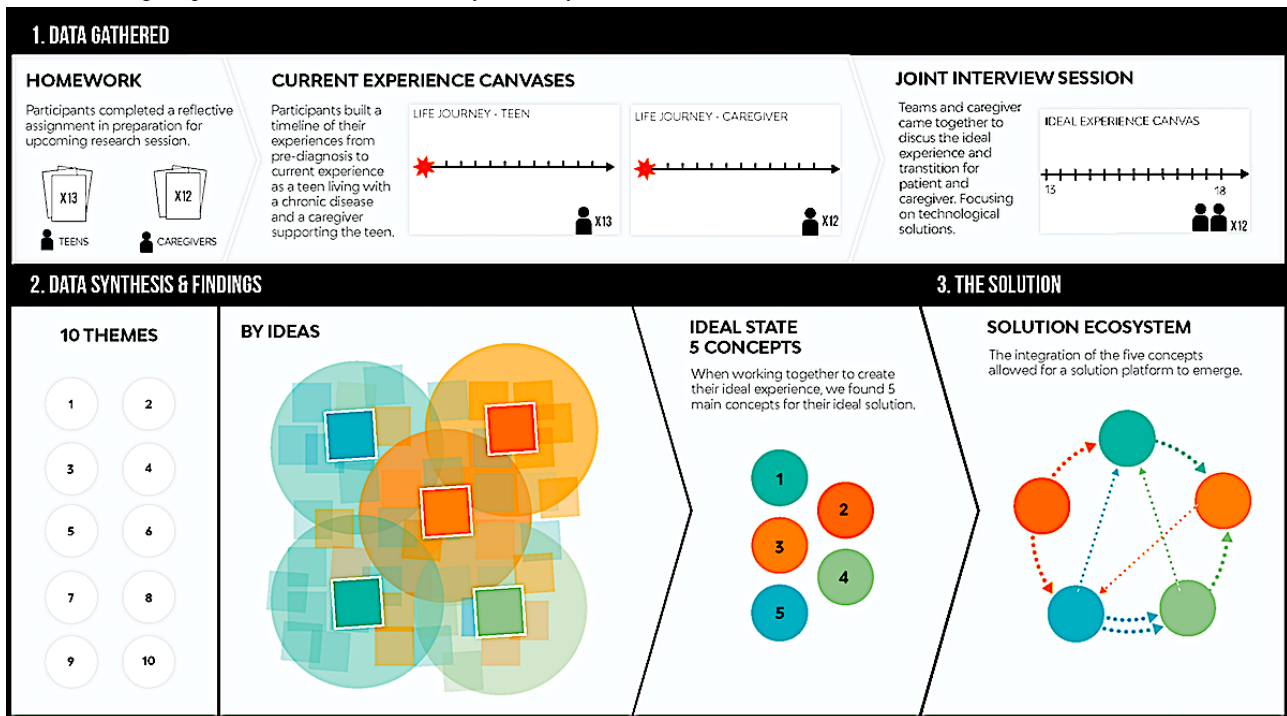 1. DATA GATHERED
HOMEWORK
Participants completed a reflective
assignment in preparation for
upcoming research session.
X13
X12
TEENS
CAREGIVERS
CURRENT EXPERIENCE CANVASES
Participants built a
timeline of their
experiences from
pre-diagnosis to
current experience
as a teen living with
a chronic disease
and a caregiver
supporting the teen.
LIFE JOURNEY - TEEN
X13
LIFE JOURNEY - CAREGIVER
X12
JOINT INTERVIEW SESSION
Teams and caregiver
came together to
discus the ideal
experience and
transtition for
patient and
caregiver. Focusing
on technological
solutions.
IDEAL EXPERIENCE CANVAS
13
18
X12
2. DATA SYNTHESIS & FINDINGS
10 THEMES
1
2
3
4
5
6
7
8
9
10
BY IDEAS
IDEAL STATE
5 CONCEPTS
When working together to create
their ideal experience, we found 5
main concepts for their ideal solution.
1
2
3
4
5
3. THE SOLUTION
SOLUTION ECOSYSTEM
The integration of the five concepts
allowed for a solution platform to emerge.